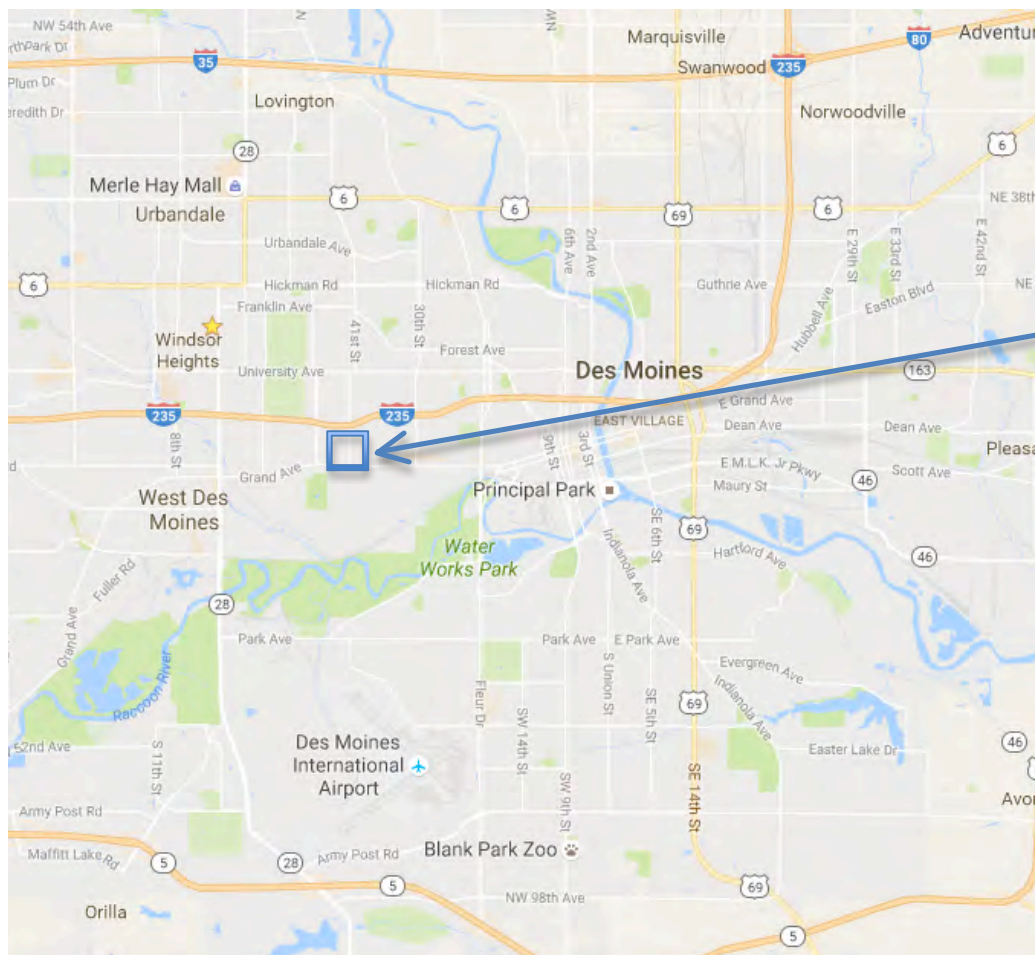 NW 54th Ave
NW
Marquisville
80
Adventur
rthpark Dr
35
Swanwood
235
Plum Dr
Lovington
Norwoodville
eredith Dr
28
6
Merle Hay Mall
6
6
69
6
NE 38th
Urbandale
Urbandale Ave
6th Ave
2nd Ave
E 29th St
E 33rd St
E 42nd St
6
Hickman Rd
Hickman Rd
Guthrie Ave
NE
Franklin Ave
Easton Blvd
Hubbell Ave
Windsor
Heights
41st St
30th St
Forest Ave
University Ave
Des Moines
163
235
235
E Grand Ave
EAST VILLAGE
Dean Ave
Dean Ave
8th St
9th St
3rd St
Pleasa
d
Grand Ave
E M.L.K. Jr Pkwy
Scott Ave
Maury St
46
West Des
Moines
Principal Park
69
SE 6th St
Water
Works Park
Indianola Ave
Hartford Ave
46
Fuller Rd
Grand Ave
28
Park Ave
Park Ave
E Park Ave
Raccoon River
S Union St
Evergreen Ave
Fleur Dr
SE 5th St
Indianola Ave
69
SW 14th St
62nd Ave
S 11th St
Des Moines
International
Airport
Easter Lake Dr
46
SW 9th St
SE 14th St
Army Post Rd
Avon
Maffitt Lake Rd
5
28
Army Post Rd
Blank Park Zoo
5
69
NW 98th Ave
Orilla
5